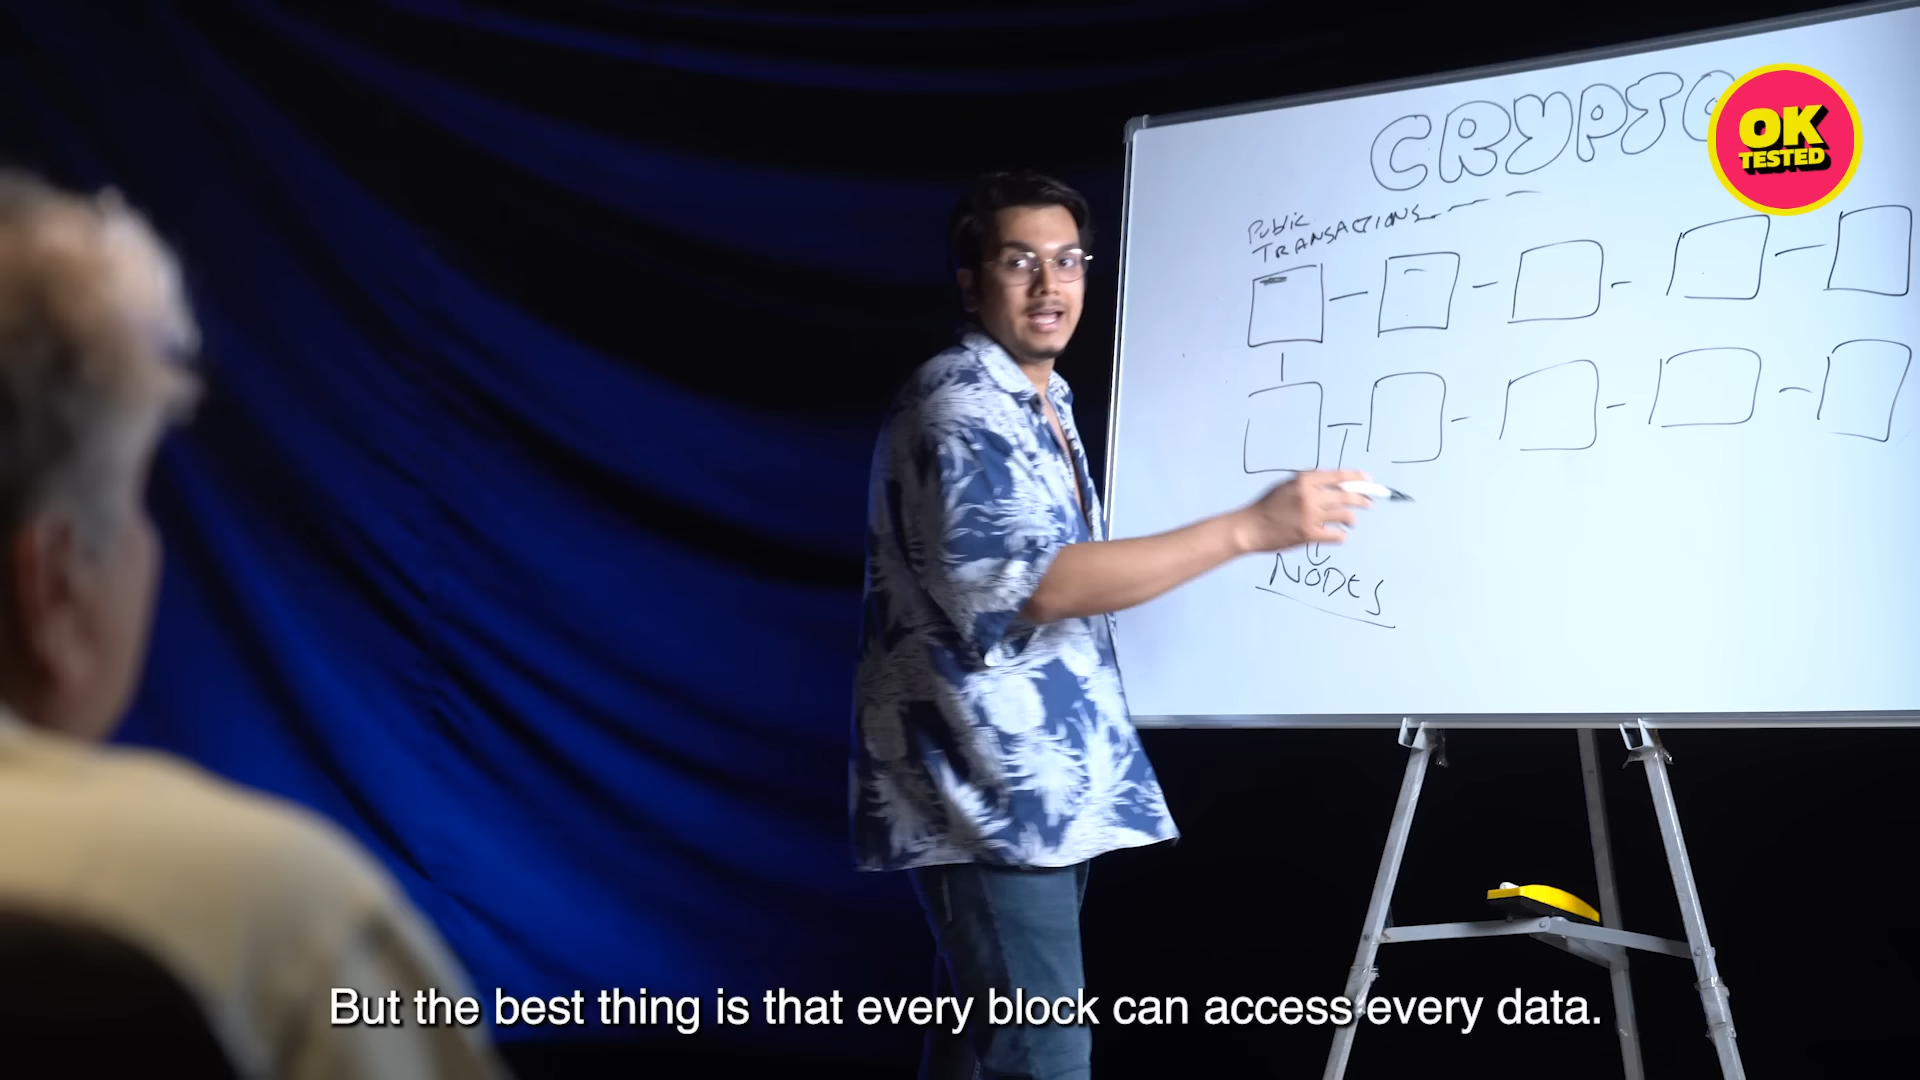 CRYPTO
OK
TESTED
Public
TRANSACTIONS
NODES
But the best thing is that every block can access every data.